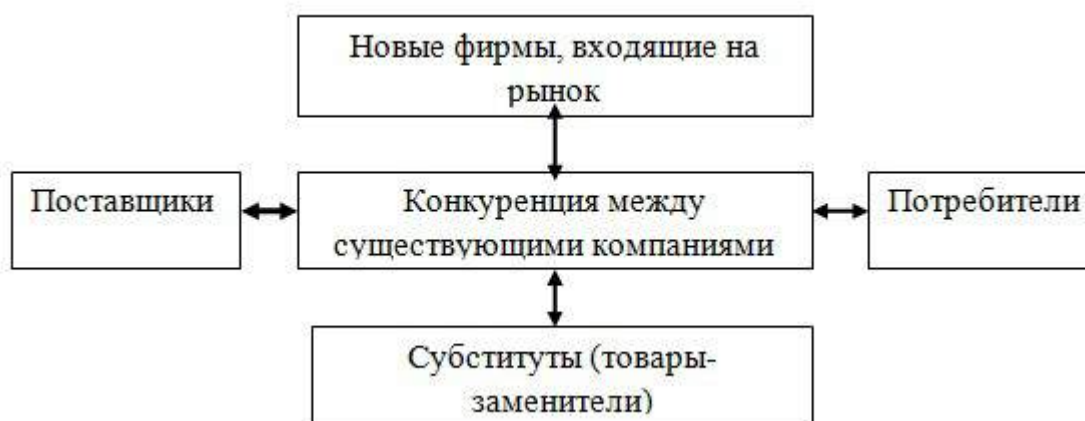 Новые фирмы, входящие на
рынок
Поставщики
Конкуренция между
существующими компаниями
Потребители
Субституты (товары-
заменители)